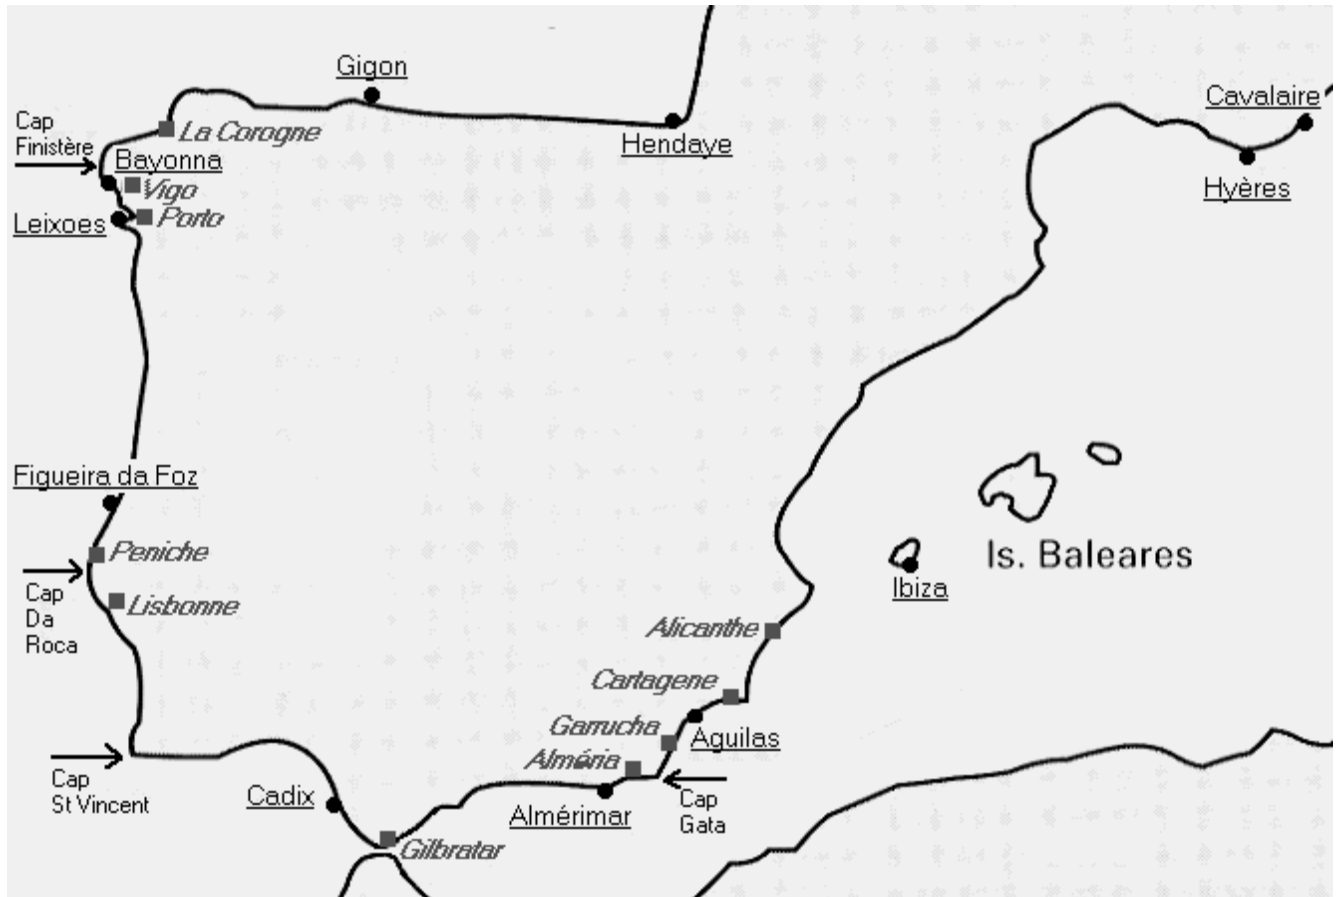 Gigon
Cavalaire
Cap
Finistère
La Corogne
Hendaye
Bayonna
Vigo
Hyères
Leixoes
Porto
Figueira da Foz
Peniche
Is. Baleares
Cap
Da
Roca
Lisbonne
Ibiza
Alicanthe
Cartagene
Garrucha
Aguilas
Alméria
Cap
St Vincent
Cadix
Almérimar
Cap
Gata
Gilbratar